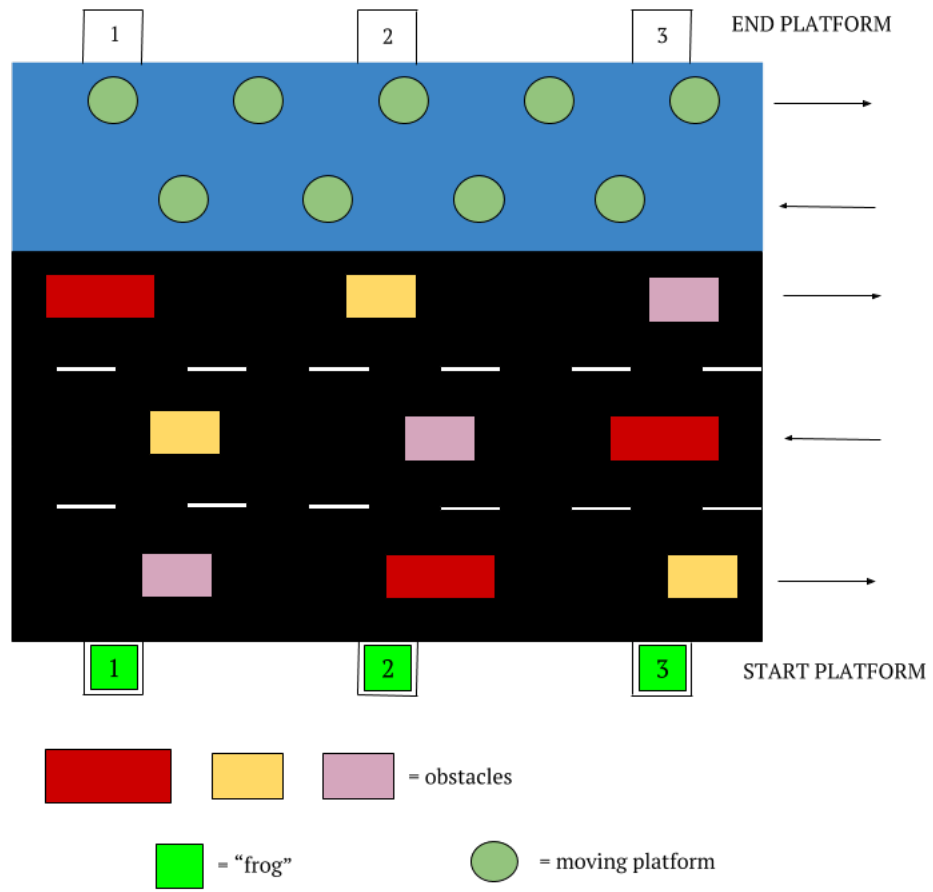 1 2 3 END PLATFORM
1 2 3 START PLATFORM
= obstacles
= “frog” = moving platform